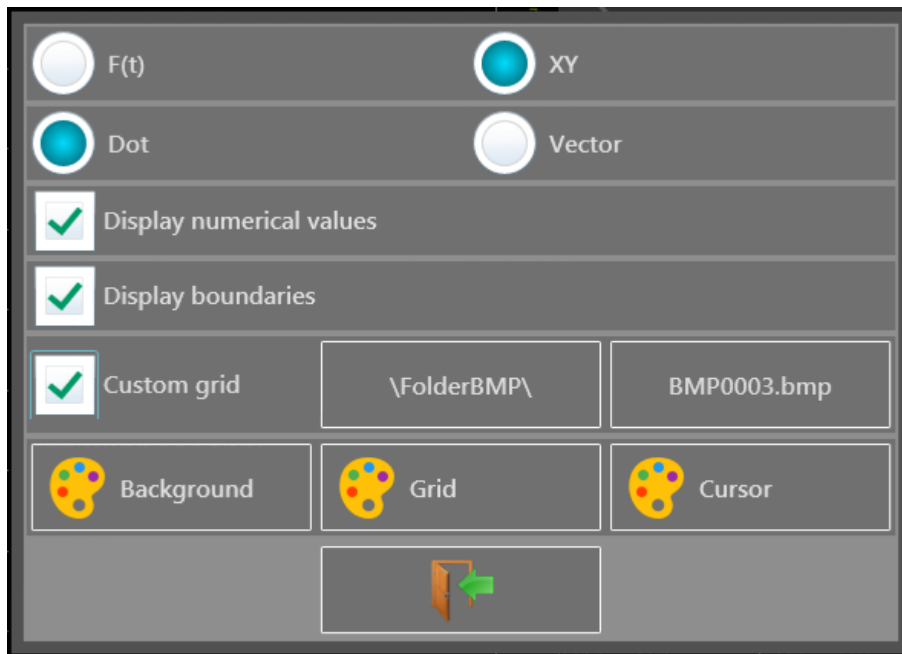 F(t)
XY
Dot
Vector
Display numerical values
Display boundaries
Custom grid
\FolderBMP\
BMP0003.bmp
Background
Grid
Cursor